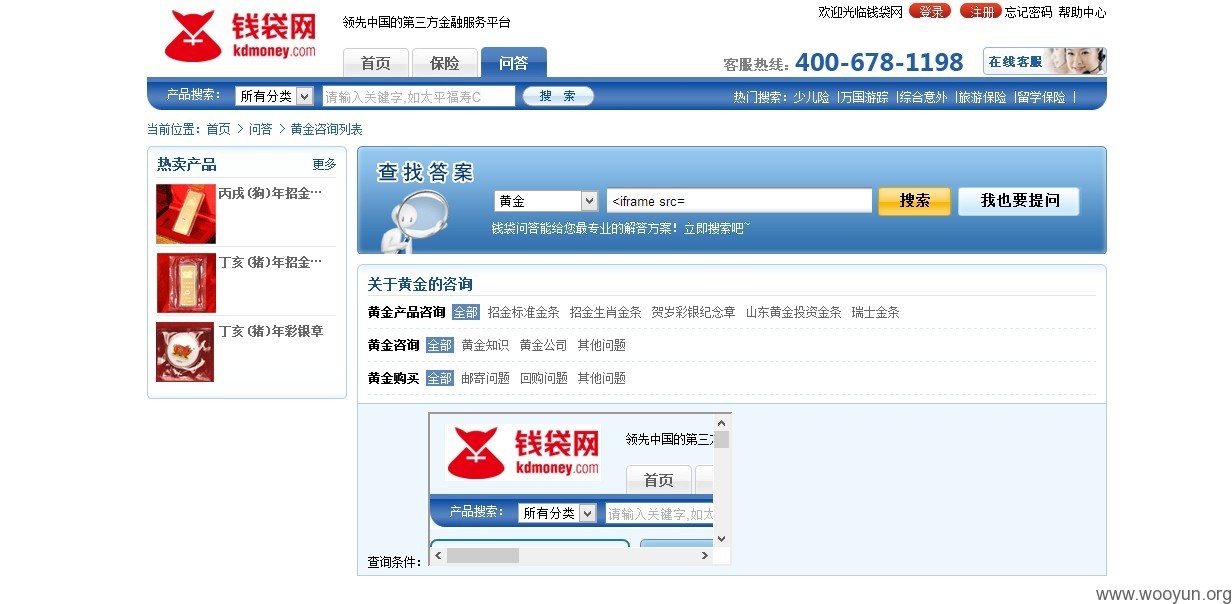 钱袋网
kdmoney.com
领先中国的第三方金融服务平台
欢迎光临钱袋网 登录 注册 忘记密码 帮助中心
首页 保险 问答
客服热线：400-678-1198 在线客服
产品搜索： 所有分类 请输入关键字,如太平福寿C 搜 索
热门搜索：少儿险 |万国游踪 |综合意外 |旅游保险 |留学保险 |
当前位置：首页 > 问答 > 黄金咨询列表
热卖产品 更多
丙戌(狗)年招金…
丁亥(猪)年招金…
丁亥(猪)年彩银章
查找答案
黄金 <iframe src= 搜索 我也要提问
钱袋问答能给您最专业的解答方案！立即搜索吧~
关于黄金的咨询
黄金产品咨询 全部 招金标准金条 招金生肖金条 贺岁彩银纪念章 山东黄金投资金条 瑞士金条
黄金咨询 全部 黄金知识 黄金公司 其他问题
黄金购买 全部 邮寄问题 回购问题 其他问题
钱袋网
kdmoney.com
领先中国的第三
首页
产品搜索： 所有分类 请输入关键字,如太
查询条件：
www.wooyun.org